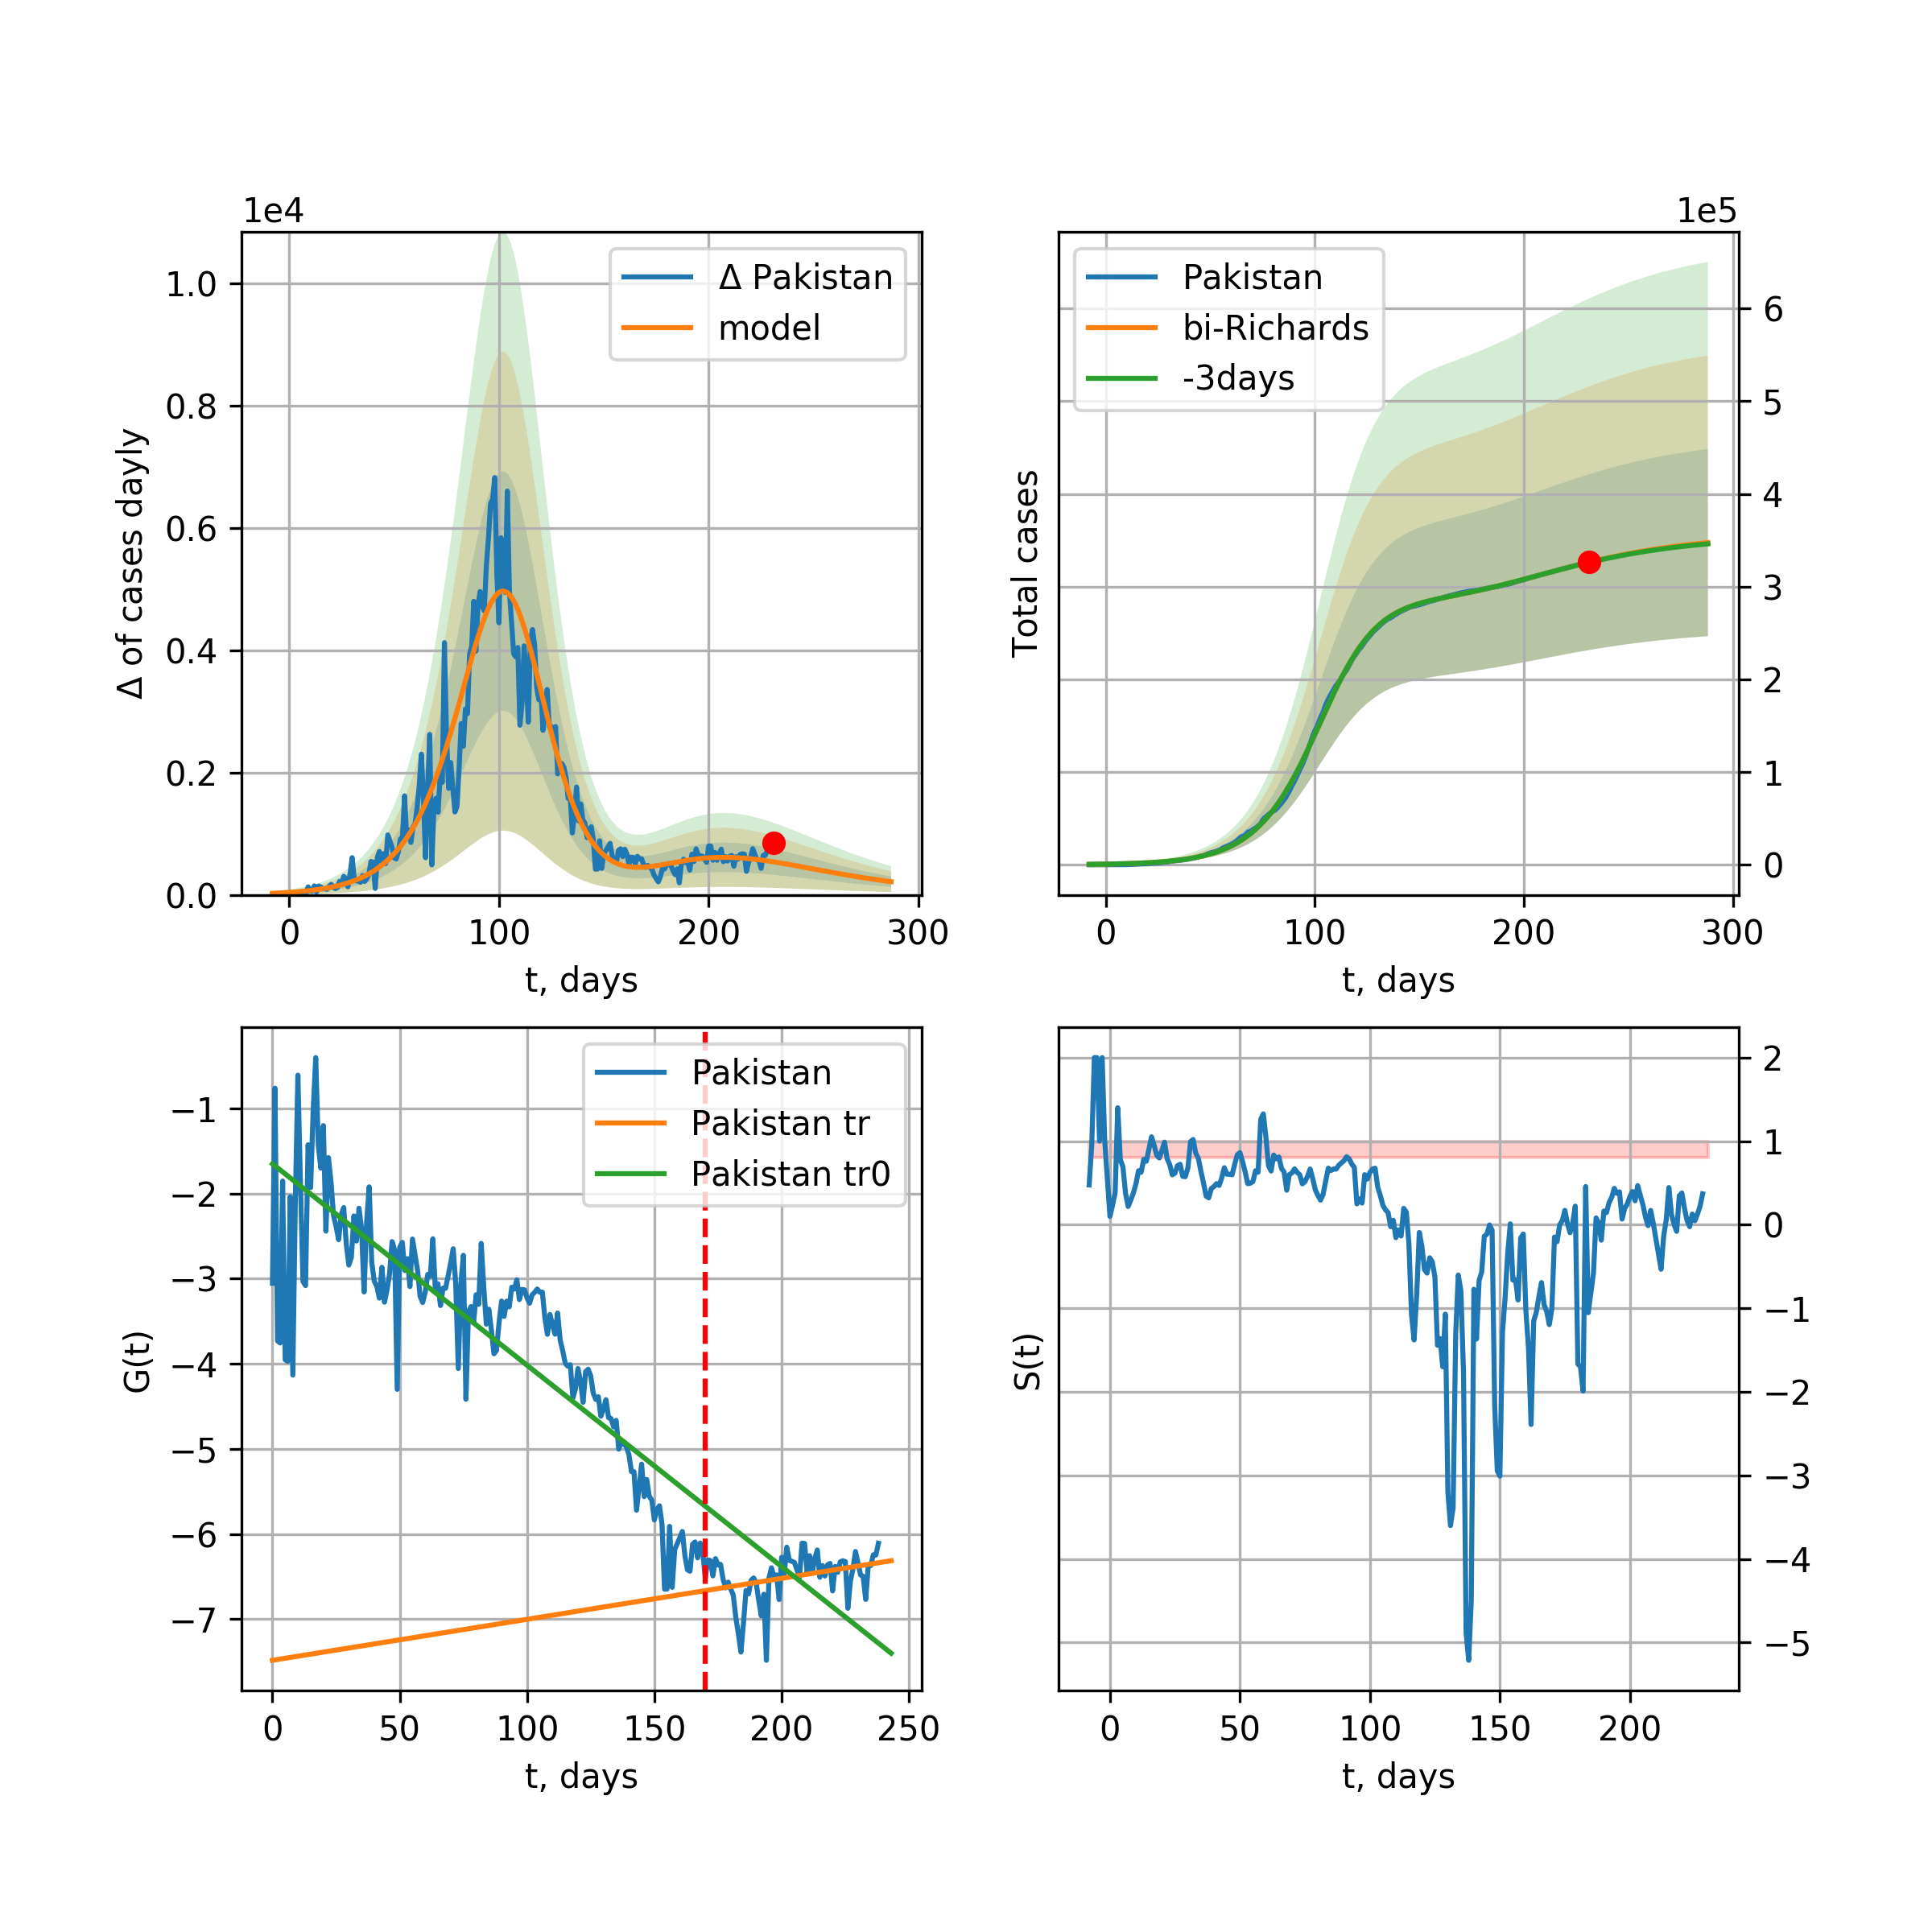 1e4
1.0
0.8
0.6
0.4
0.2
0.0
Δ of cases dayly
Δ Pakistan
model
0
100
200
300
t, days
1e5
Total cases
Pakistan
bi-Richards
-3days
6
5
4
3
2
1
0
0
100
200
300
t, days
G(t)
−1
−2
−3
−4
−5
−6
−7
Pakistan
Pakistan tr
Pakistan tr0
0
50
100
150
200
250
t, days
S(t)
2
1
0
−1
−2
−3
−4
−5
0
50
100
150
200
t, days